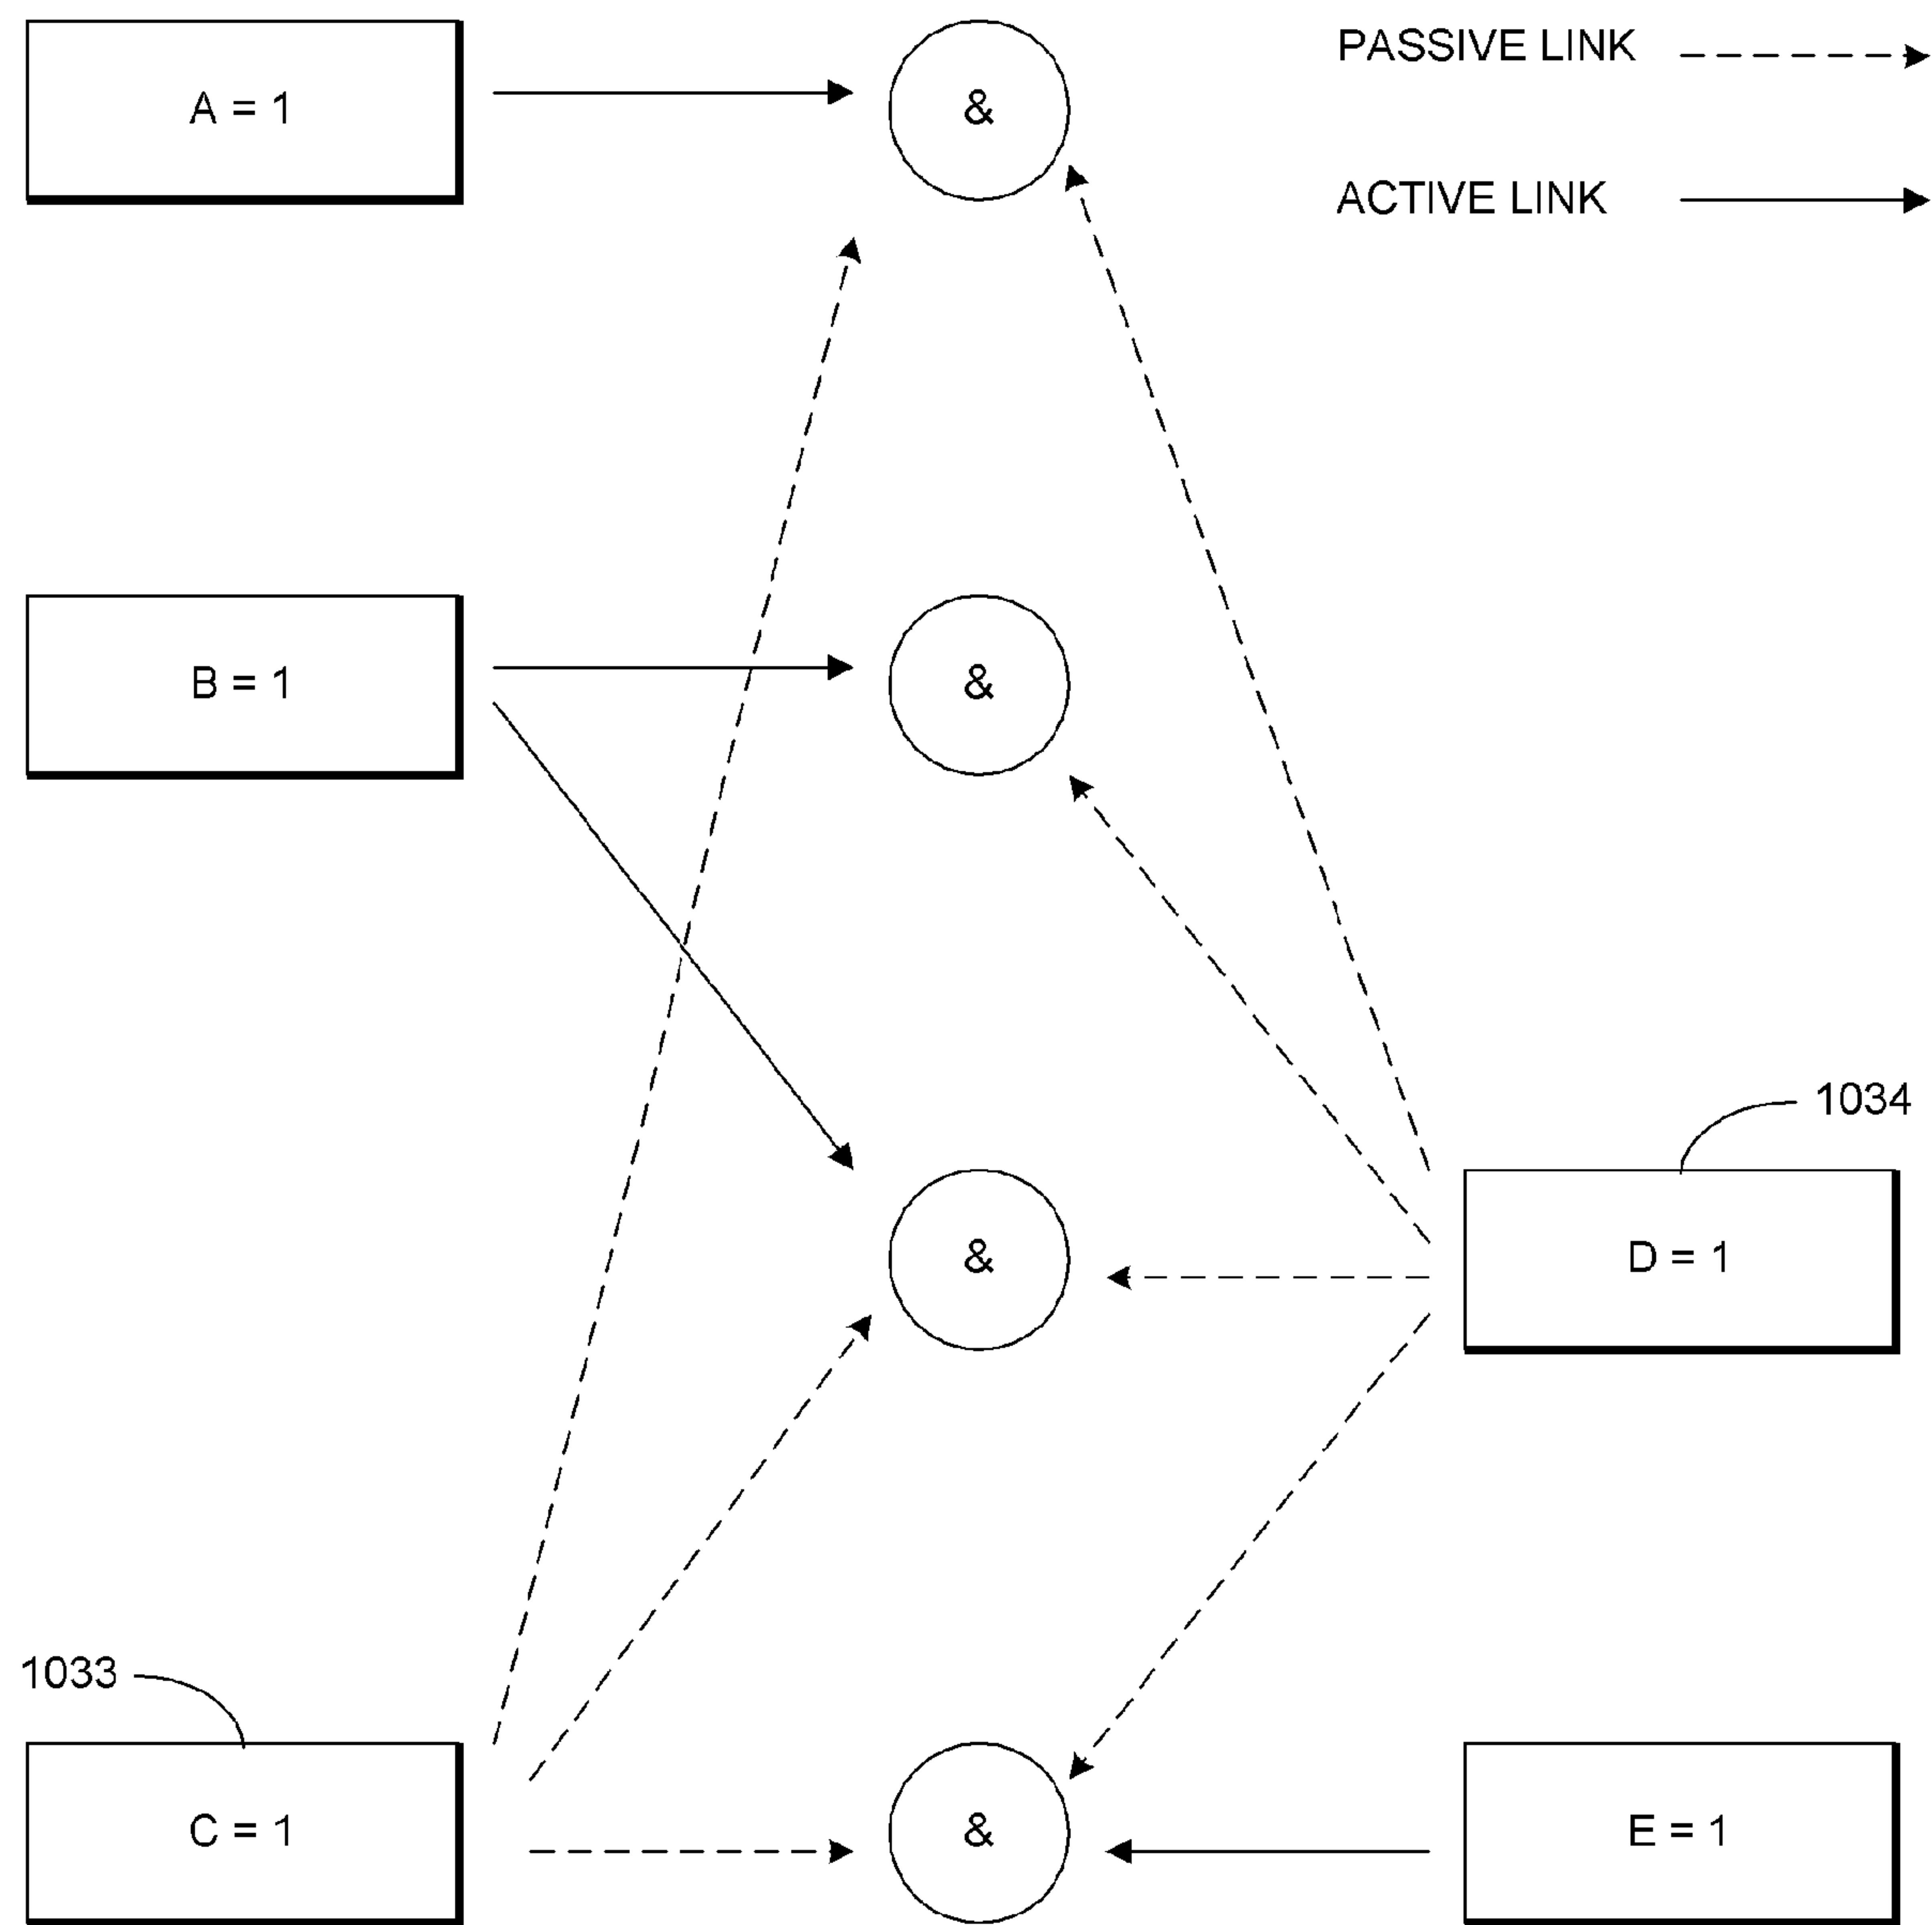 A = 1
&
PASSIVE LINK
ACTIVE LINK
B = 1
&
1034
&
D = 1
1033
C = 1
&
E = 1